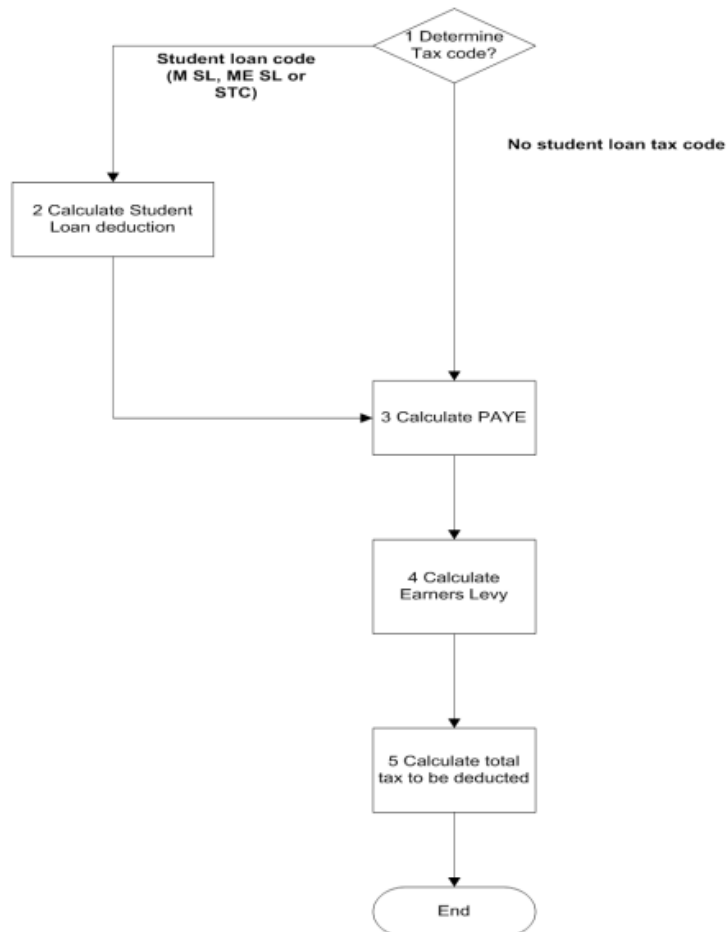 1 Determine
Tax code?
Student loan code
(M SL, ME SL or
STC)
No student loan tax code
2 Calculate Student
Loan deduction
3 Calculate PAYE
4 Calculate
Earners Levy
5 Calculate total
tax to be deducted
End